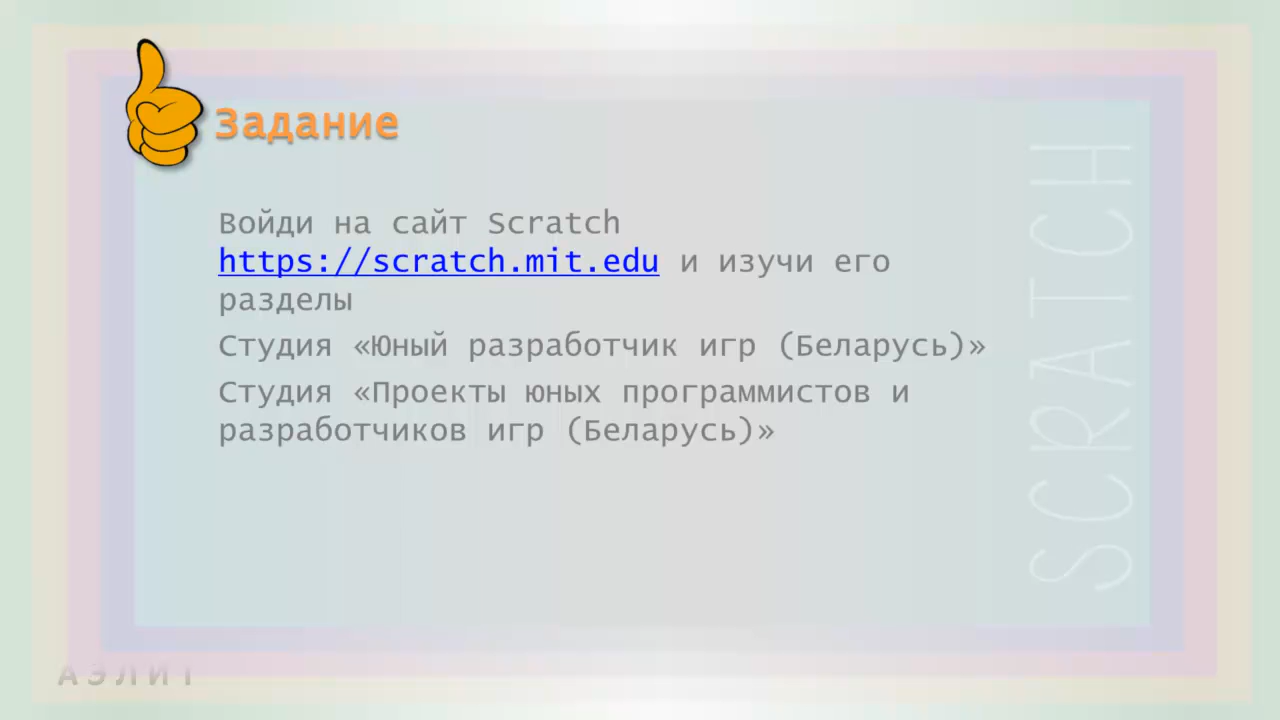 Задание
Войди на сайт Scratch
https://scratch.mit.edu и изучи его
разделы
Студия «Юный разработчик игр (Беларусь)»
Студия «Проекты юных программистов и
разработчиков игр (Беларусь)»
SCRATCH